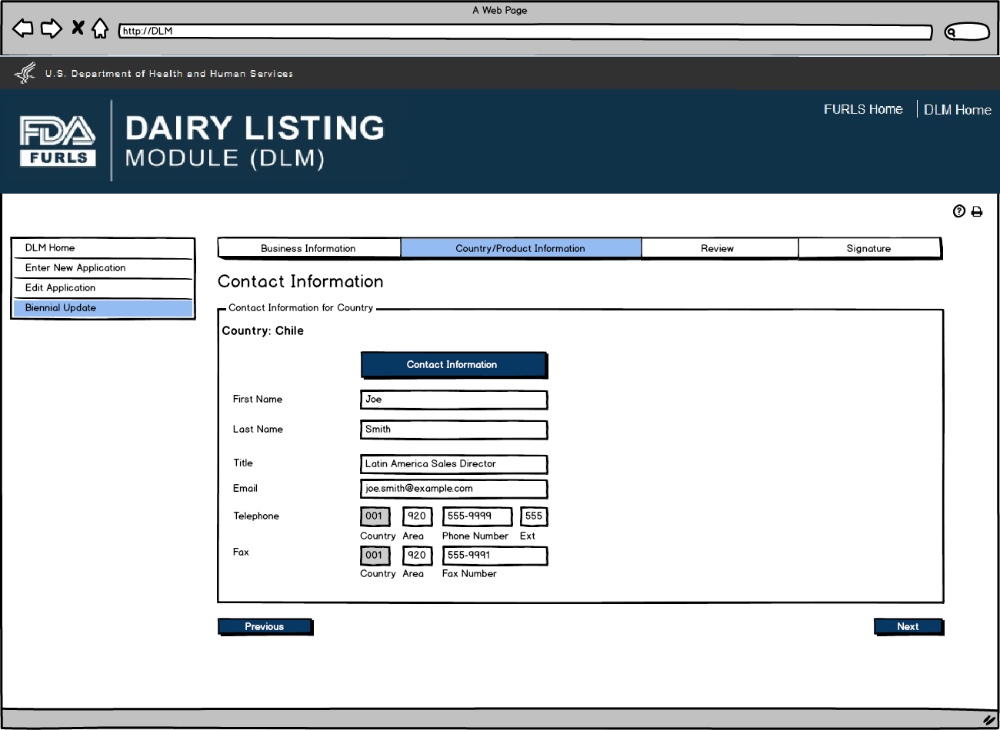 A Web Page
http://DLM
U.S. Department of Health and Human Services
FURLS Home DLM Home
FDA FURLS
DAIRY LISTING
MODULE (DLM)
DLM Home
Enter New Application
Edit Application
Biennial Update
Business Information Country/Product Information Review Signature
Contact Information
Contact Information for Country
Country: Chile
Contact Information
First Name Joe
Last Name Smith
Title Latin America Sales Director
Email joe.smith@example.com
Telephone 001 920 555-9999 555
Country Area Phone Number Ext
Fax 001 920 555-9991
Country Area Fax Number
Previous Next